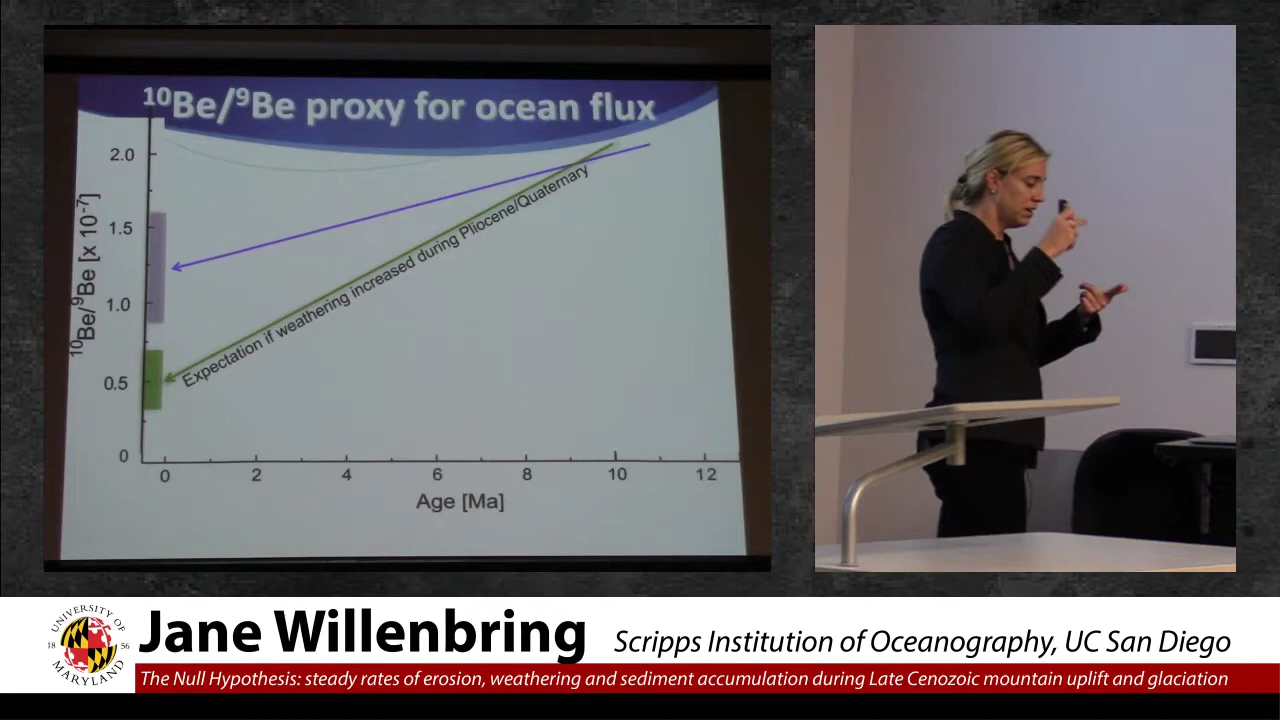 ¹⁰Be/⁹Be proxy for ocean flux
¹⁰Be/⁹Be [x 10⁻⁷]
2.0
1.5
1.0
0.5
0
Expectation if weathering increased during Pliocene/Quaternary
0 2 4 6 8 10 12
Age [Ma]
UNIVERSITY OF
18 56
MARYLAND
Jane Willenbring
Scripps Institution of Oceanography, UC San Diego
The Null Hypothesis: steady rates of erosion, weathering and sediment accumulation during Late Cenozoic mountain uplift and glaciation